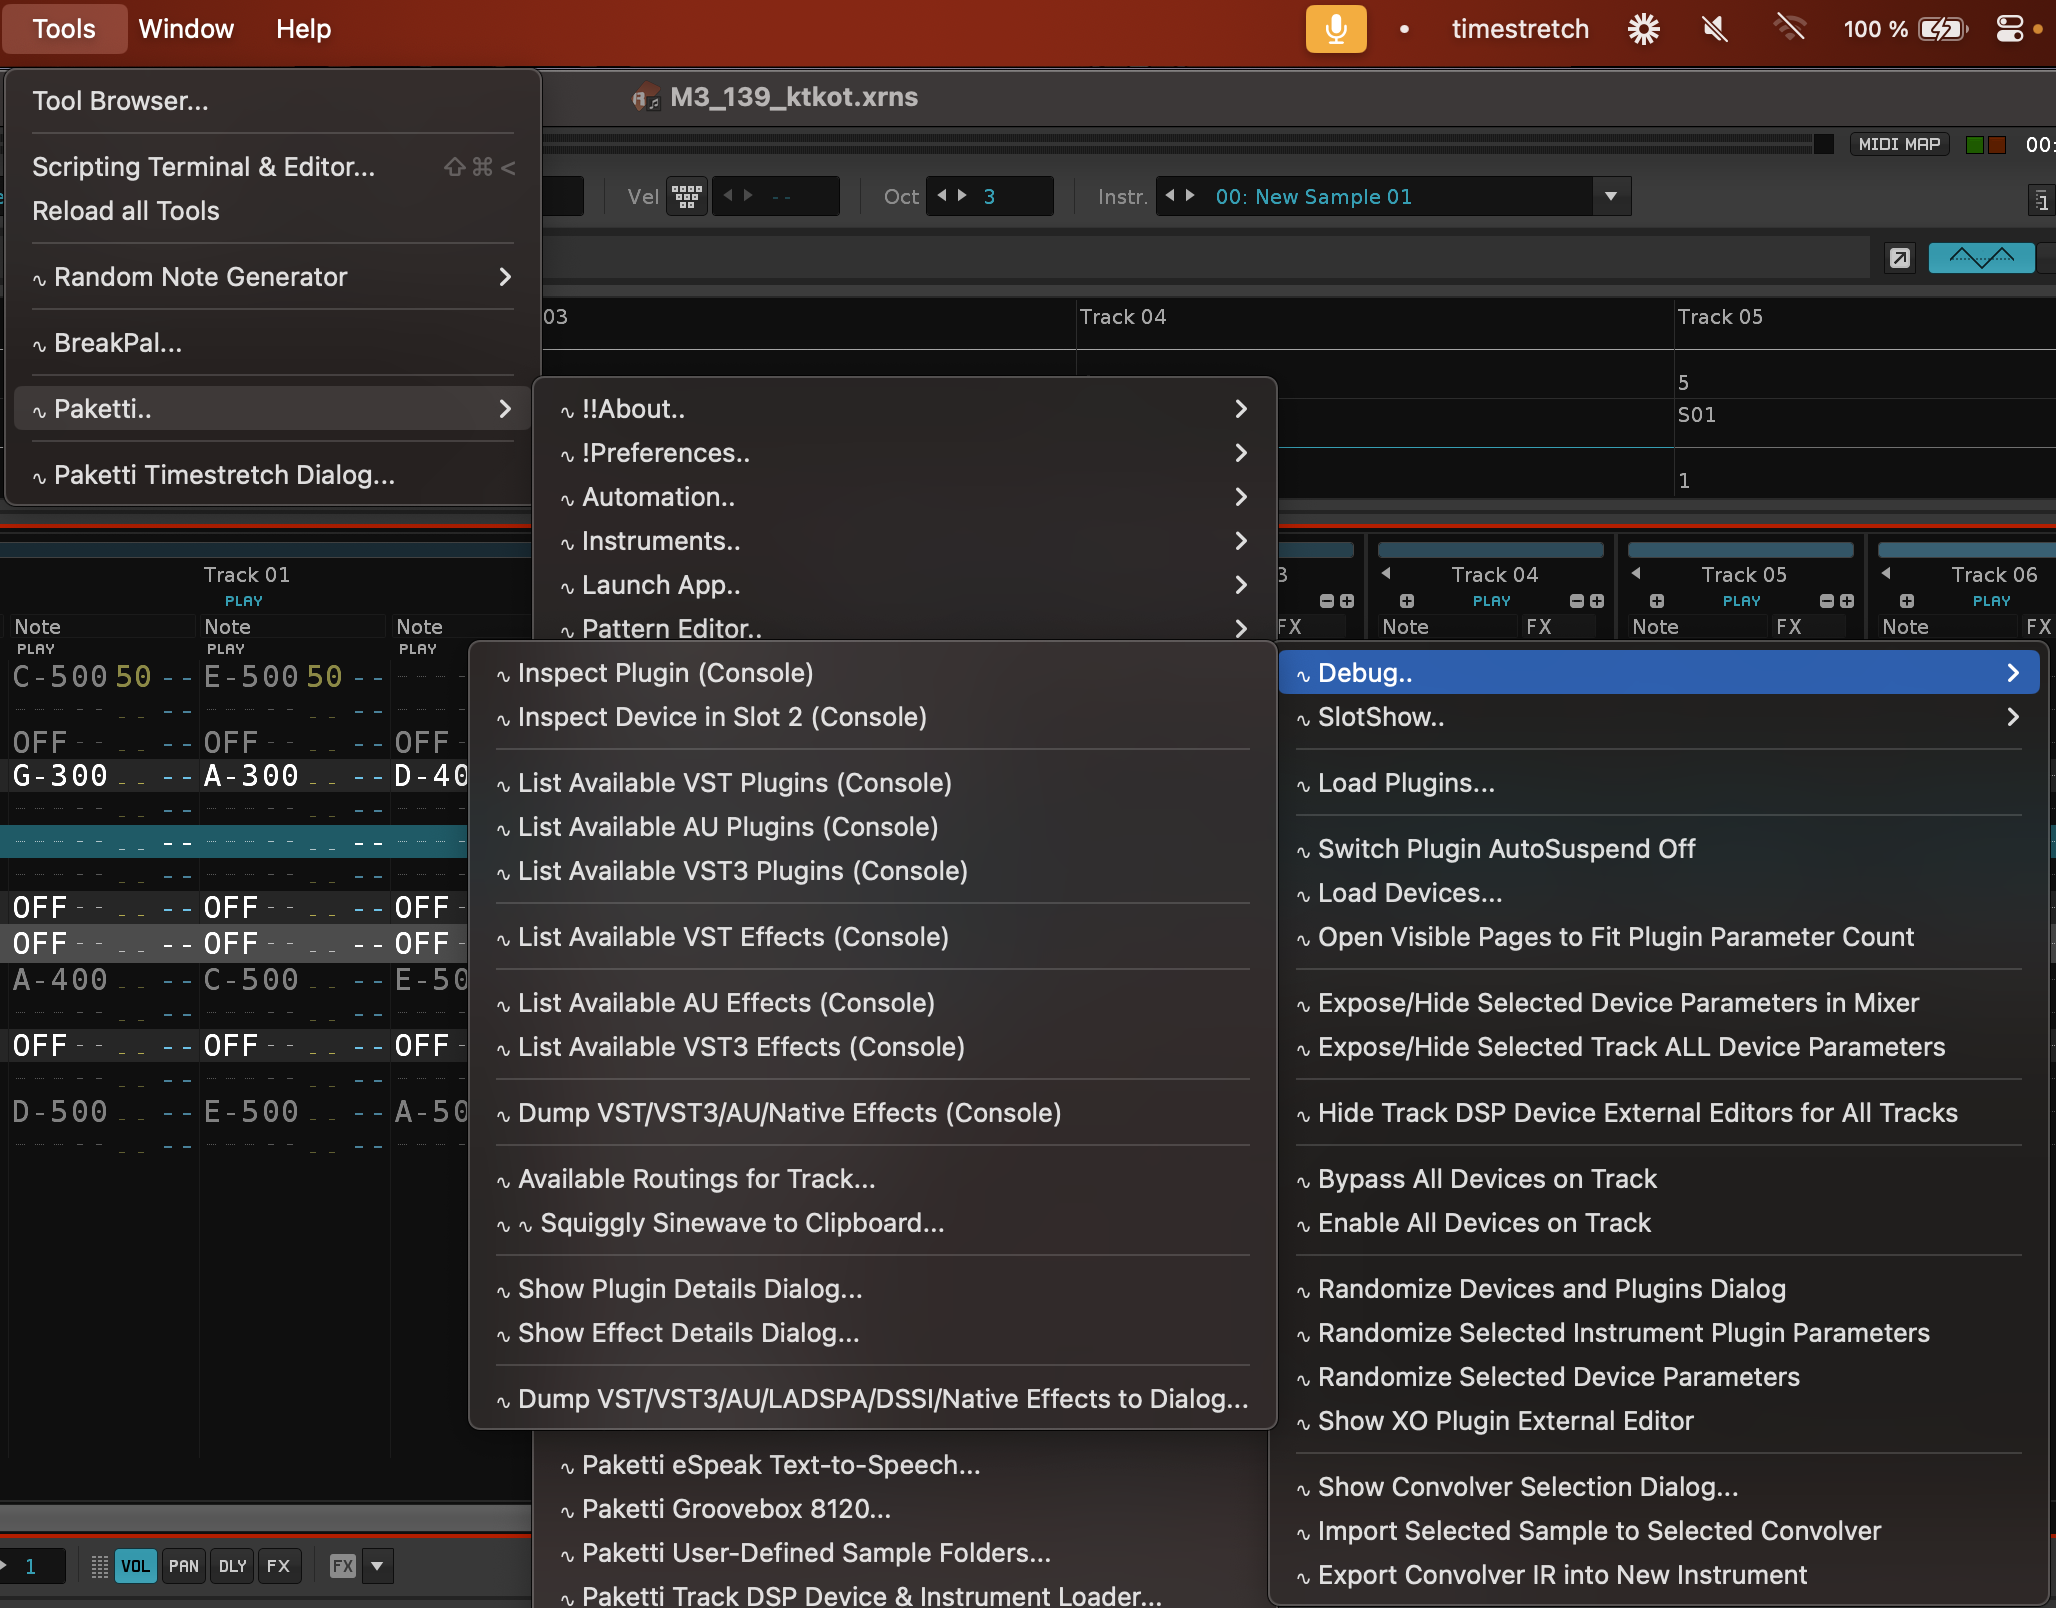 Tools Window Help timestretch 100 %
M3_139_ktkot.xrns
Tool Browser...
Scripting Terminal & Editor... ⇧⌘<
Reload all Tools
∿ Random Note Generator
∿ BreakPal...
∿ Paketti..
∿ Paketti Timestretch Dialog...
MIDI MAP 00:
Vel -- Oct 3 Instr. 00: New Sample 01
03 Track 04 Track 05
5
S01
1
∿ !!About..
∿ !Preferences..
∿ Automation..
∿ Instruments..
∿ Launch App..
∿ Pattern Editor..
Track 01
PLAY
Note Note Note
PLAY PLAY PLAY
C-500 50 -- E-500 50 --
OFF OFF OFF
G-300 A-300 D-40
OFF OFF OFF
OFF OFF OFF
A-400 C-500 E-50
OFF OFF OFF
D-500 E-500 A-50
3 Track 04 Track 05 Track 06
PLAY PLAY PLAY
FX Note FX Note FX Note FX
∿ Inspect Plugin (Console)
∿ Inspect Device in Slot 2 (Console)
∿ List Available VST Plugins (Console)
∿ List Available AU Plugins (Console)
∿ List Available VST3 Plugins (Console)
∿ List Available VST Effects (Console)
∿ List Available AU Effects (Console)
∿ List Available VST3 Effects (Console)
∿ Dump VST/VST3/AU/Native Effects (Console)
∿ Available Routings for Track...
∿ ∿ Squiggly Sinewave to Clipboard...
∿ Show Plugin Details Dialog...
∿ Show Effect Details Dialog...
∿ Dump VST/VST3/AU/LADSPA/DSSI/Native Effects to Dialog...
∿ Debug..
∿ SlotShow..
∿ Load Plugins...
∿ Switch Plugin AutoSuspend Off
∿ Load Devices...
∿ Open Visible Pages to Fit Plugin Parameter Count
∿ Expose/Hide Selected Device Parameters in Mixer
∿ Expose/Hide Selected Track ALL Device Parameters
∿ Hide Track DSP Device External Editors for All Tracks
∿ Bypass All Devices on Track
∿ Enable All Devices on Track
∿ Randomize Devices and Plugins Dialog
∿ Randomize Selected Instrument Plugin Parameters
∿ Randomize Selected Device Parameters
∿ Show XO Plugin External Editor
∿ Show Convolver Selection Dialog...
∿ Import Selected Sample to Selected Convolver
∿ Export Convolver IR into New Instrument
∿ Paketti eSpeak Text-to-Speech...
∿ Paketti Groovebox 8120...
∿ Paketti User-Defined Sample Folders...
∿ Paketti Track DSP Device & Instrument Loader...
1 VOL PAN DLY FX FX